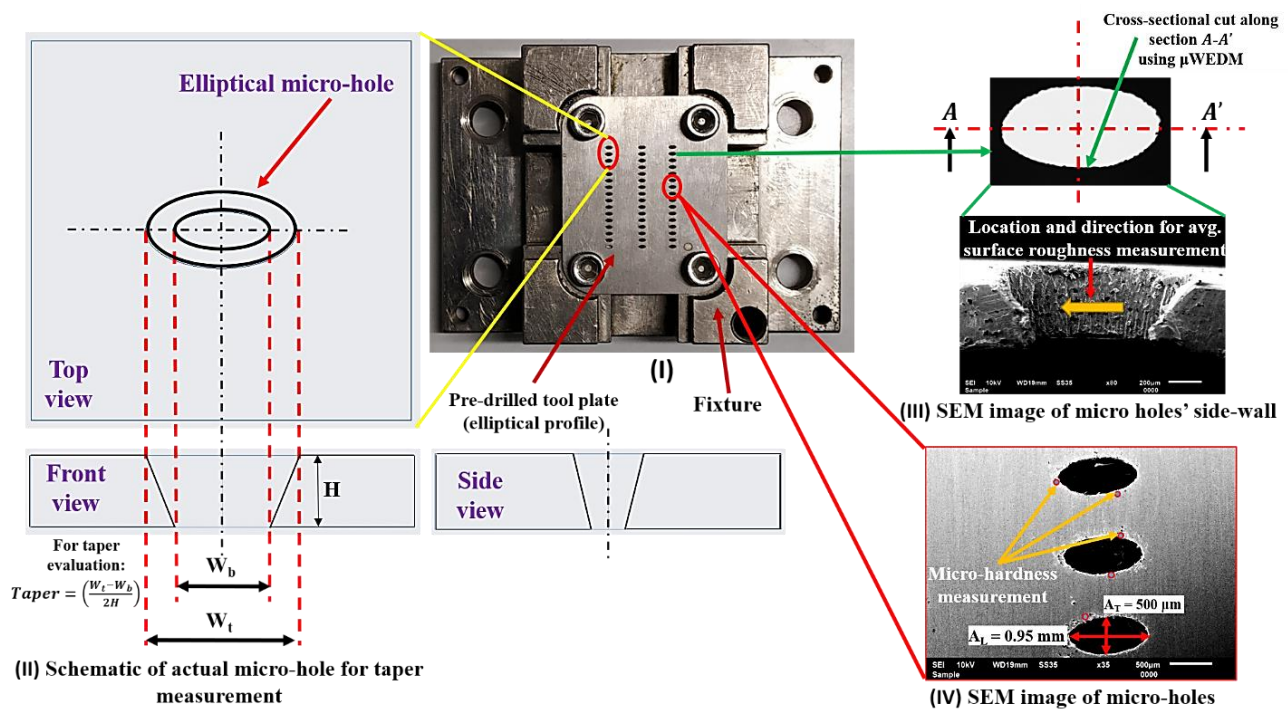 Elliptical micro-hole
Top
view
Front
view
H
Side
view
For taper
evaluation:
Taper = (W_t−W_b / 2H)
W_b
W_t
(II) Schematic of actual micro-hole for taper
measurement
(I)
Pre-drilled tool plate
(elliptical profile)
Fixture
Cross-sectional cut along
section A-A'
using μWEDM
A
A'
Location and direction for avg.
surface roughness measurement
SEI 10kV WD19mm SS35 x80 200μm
Sample 0000
(III) SEM image of micro holes' side-wall
Micro-hardness
measurement
A_T = 500 μm
A_L = 0.95 mm
SEI 10kV WD19mm SS35 x35 500μm
Sample 0000
(IV) SEM image of micro-holes